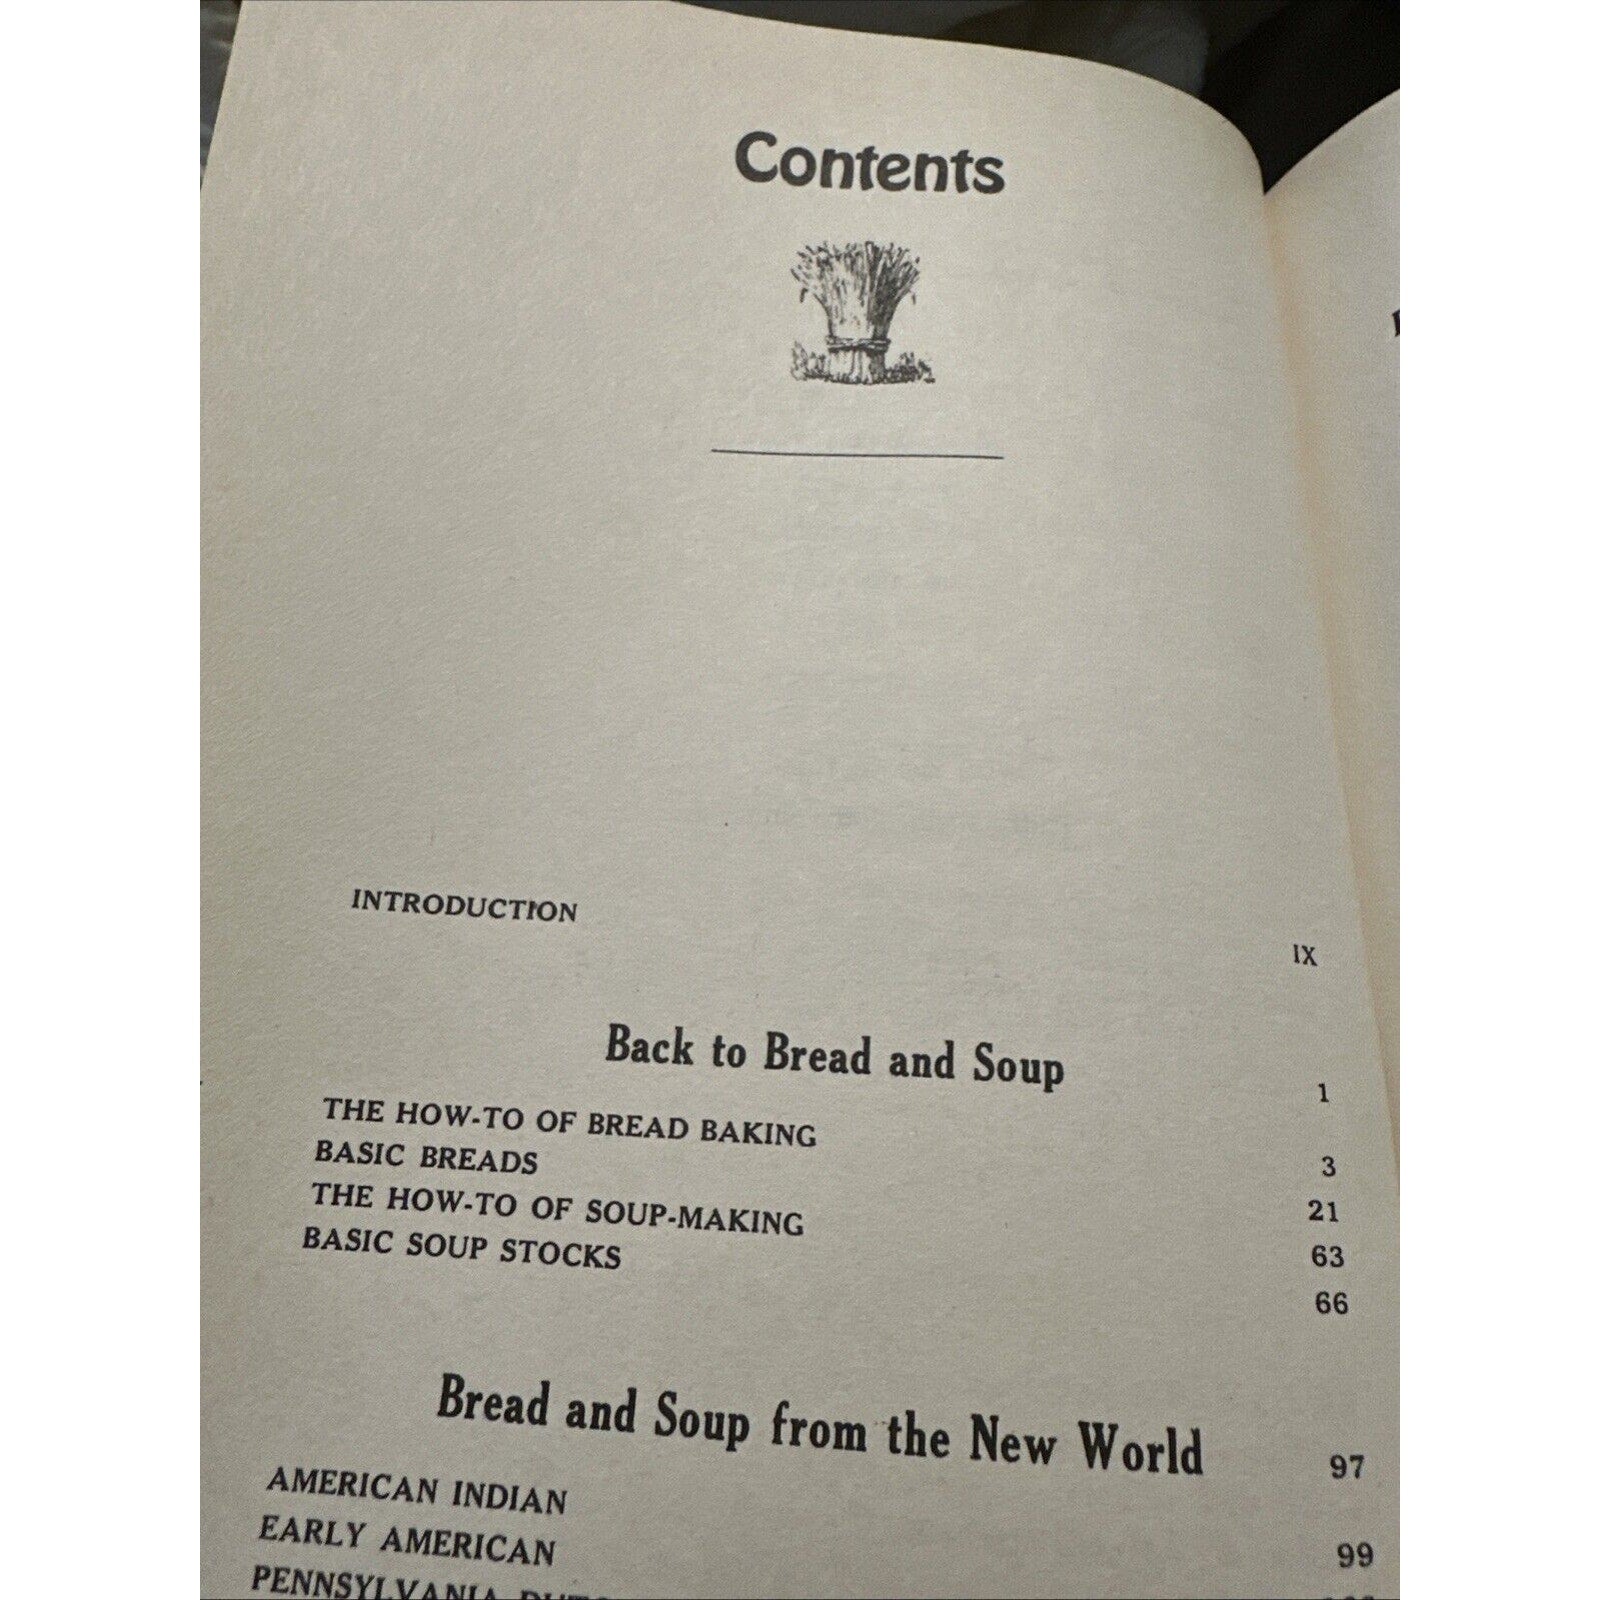 Contents
INTRODUCTION IX
Back to Bread and Soup 1
THE HOW-TO OF BREAD BAKING 3
BASIC BREADS 21
THE HOW-TO OF SOUP-MAKING 63
BASIC SOUP STOCKS 66
Bread and Soup from the New World 97
AMERICAN INDIAN 99
EARLY AMERICAN
PENNSYLVANIA